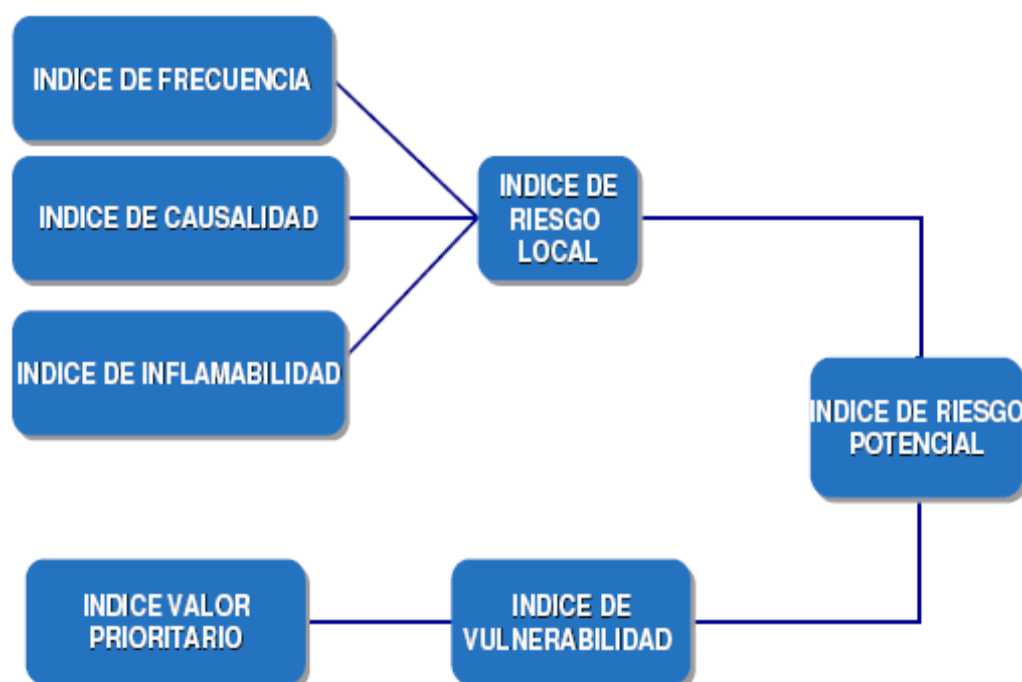 INDICE DE FRECUENCIA
INDICE DE CAUSALIDAD
INDICE DE INFLAMABILIDAD
INDICE DE
RIESGO
LOCAL
INDICE DE RIESGO
POTENCIAL
INDICE VALOR
PRIORITARIO
INDICE DE
VULNERABILIDAD